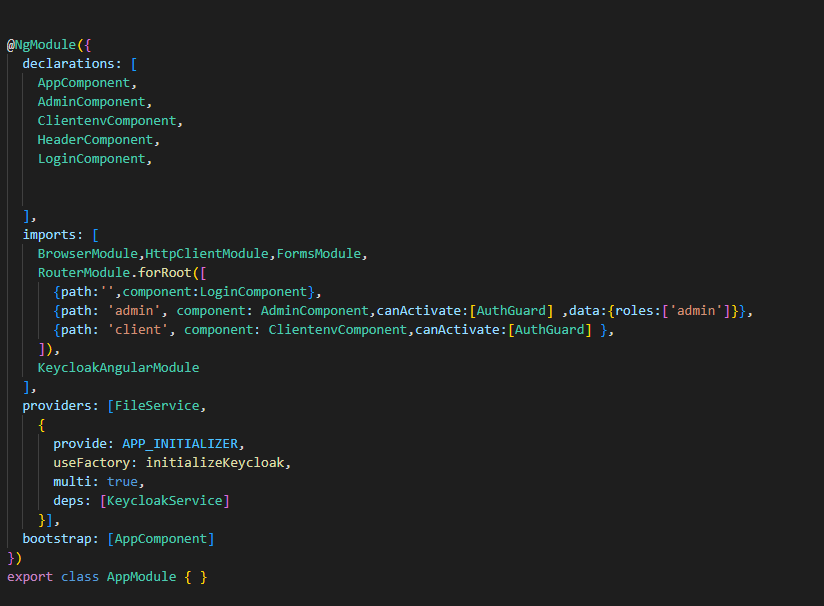 @NgModule({
declarations: [
AppComponent,
AdminComponent,
ClientenvComponent,
HeaderComponent,
LoginComponent,
],
imports: [
BrowserModule,HttpClientModule,FormsModule,
RouterModule.forRoot([
{path:'',component:LoginComponent},
{path: 'admin', component: AdminComponent,canActivate:[AuthGuard] ,data:{roles:['admin']}},
{path: 'client', component: ClientenvComponent,canActivate:[AuthGuard] },
]),
KeycloakAngularModule
],
providers: [FileService,
{
provide: APP_INITIALIZER,
useFactory: initializeKeycloak,
multi: true,
deps: [KeycloakService]
}],
bootstrap: [AppComponent]
})
export class AppModule { }